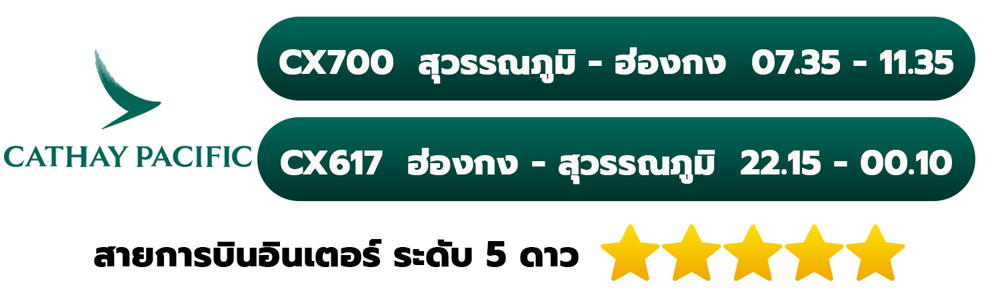 CX700 สุวรรณภูมิ - ฮ่องกง 07.35 - 11.35
CATHAY PACIFIC
CX617 ฮ่องกง - สุวรรณภูมิ 22.15 - 00.10
สายการบินอินเตอร์ ระดับ 5 ดาว